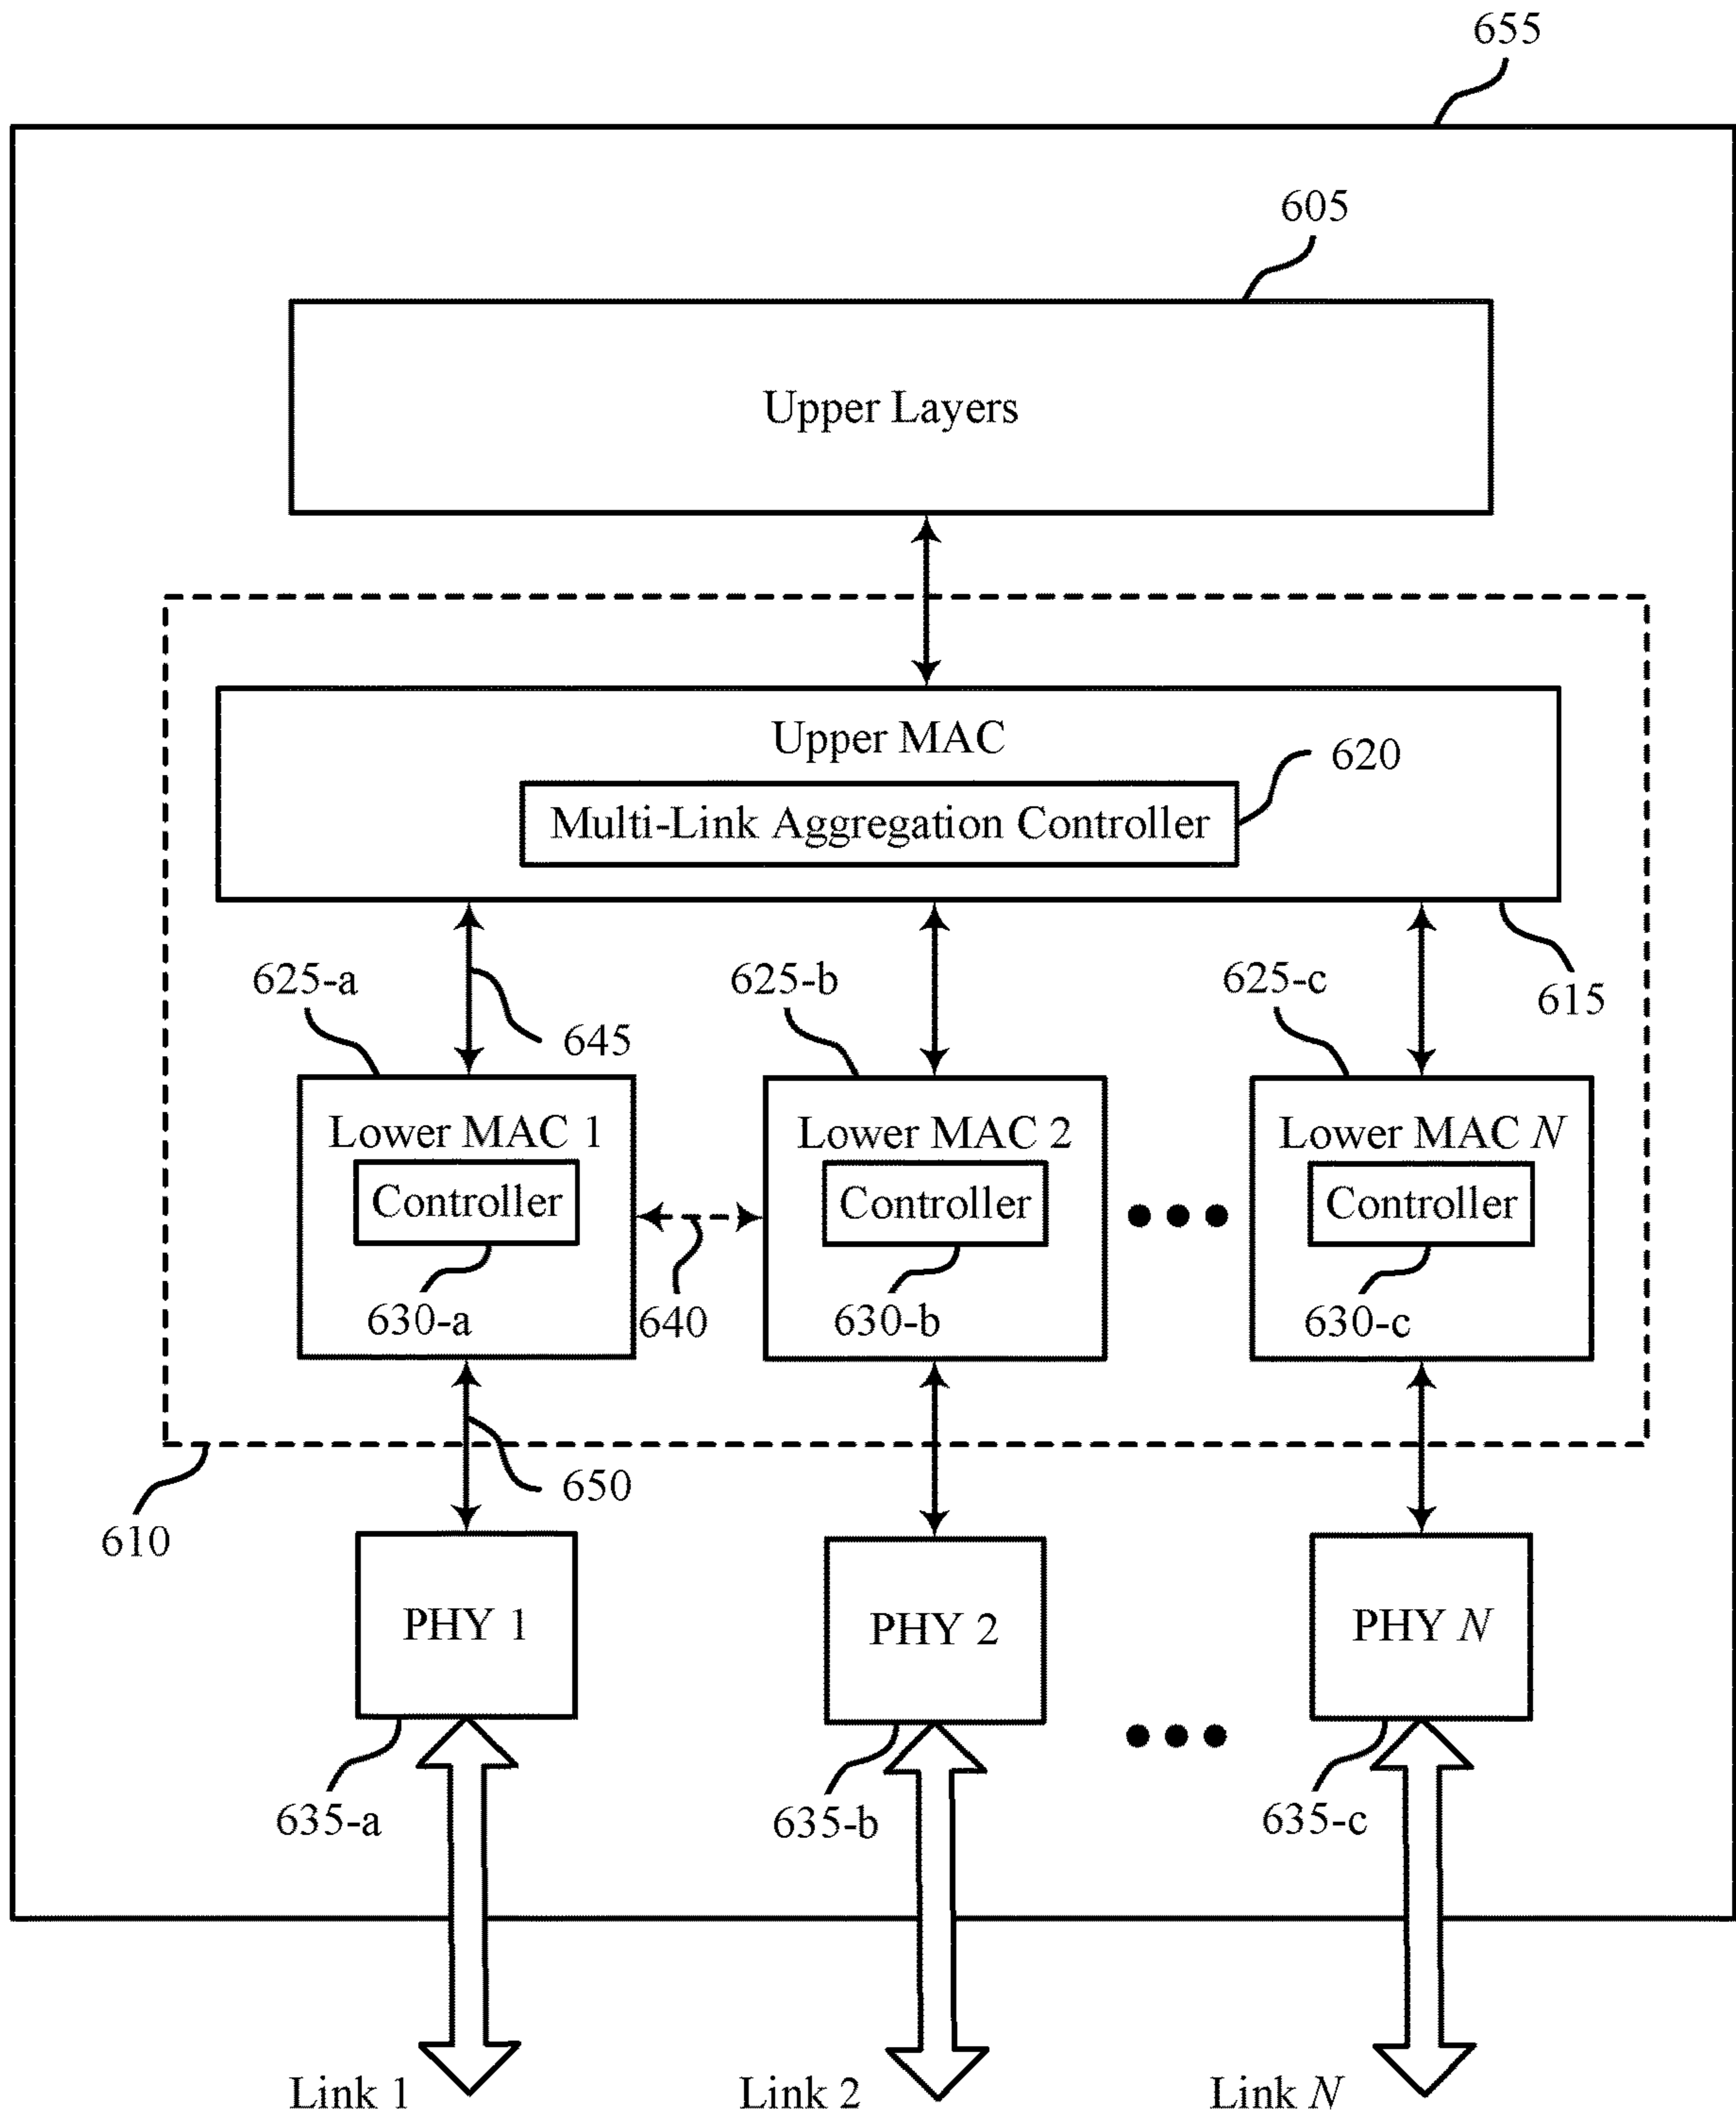 655
605
Upper Layers
Upper MAC
620
Multi-Link Aggregation Controller
625-a
625-b
625-c
615
645
Lower MAC 1
Lower MAC 2
Lower MAC N
Controller
Controller
Controller
630-a
640
630-b
630-c
650
610
PHY 1
PHY 2
PHY N
635-a
635-b
635-c
Link 1
Link 2
Link N